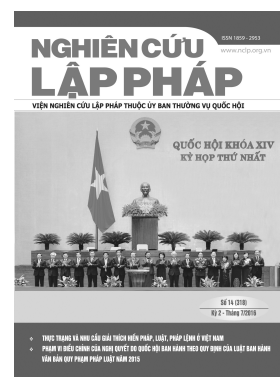 ISSN 1859 - 2953
NGHIÊN CỨU
www.nclp.org.vn
LẬP PHÁP
VIỆN NGHIÊN CỨU LẬP PHÁP THUỘC ỦY BAN THƯỜNG VỤ QUỐC HỘI
QUỐC HỘI KHÓA XIV
KỲ HỌP THỨ NHẤT
Số 14 (318)
Kỳ 2 - Tháng 7/2016
❖ THỰC TRẠNG VÀ NHU CẦU GIẢI THÍCH HIẾN PHÁP, LUẬT, PHÁP LỆNH Ở VIỆT NAM
❖ PHẠM VI ĐIỀU CHỈNH CỦA NGHỊ QUYẾT DO QUỐC HỘI BAN HÀNH THEO QUY ĐỊNH CỦA LUẬT BAN HÀNH
VĂN BẢN QUY PHẠM PHÁP LUẬT NĂM 2015